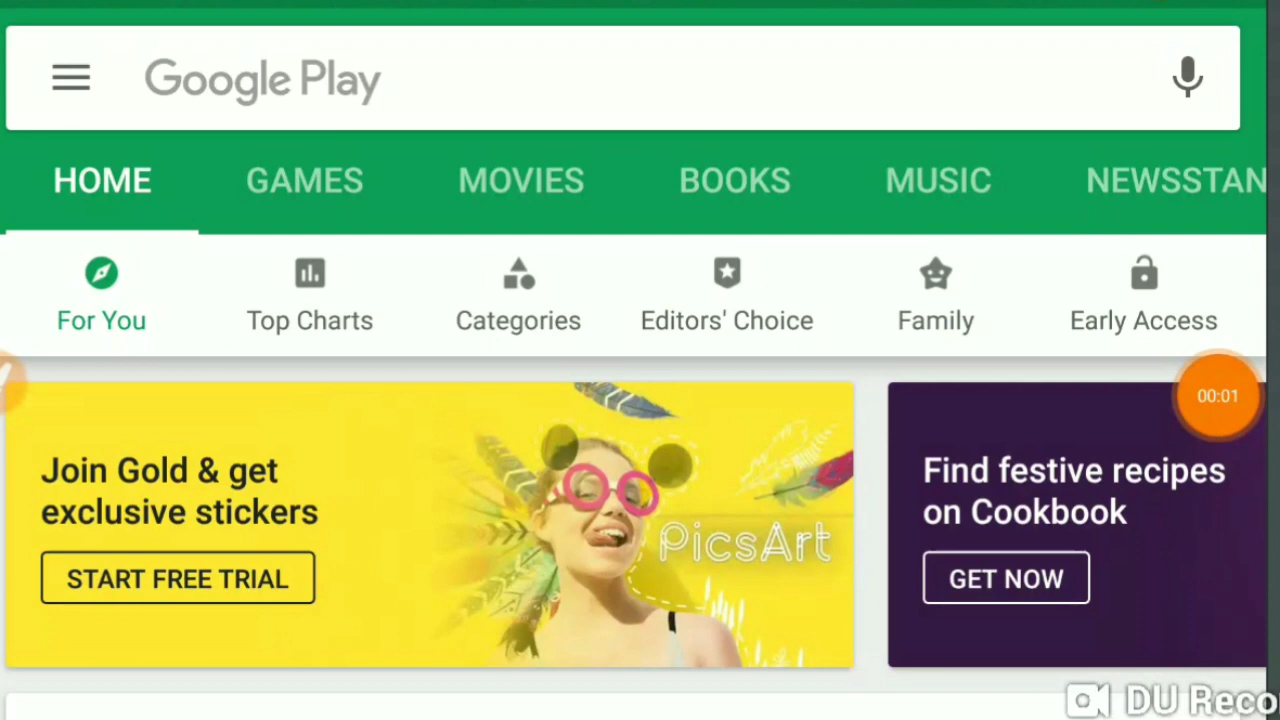 Google Play
HOME GAMES MOVIES BOOKS MUSIC NEWSSTAN
For You Top Charts Categories Editors' Choice Family Early Access
00:01
Join Gold & get
exclusive stickers
START FREE TRIAL
PicsArt
Find festive recipes
on Cookbook
GET NOW
DU Reco